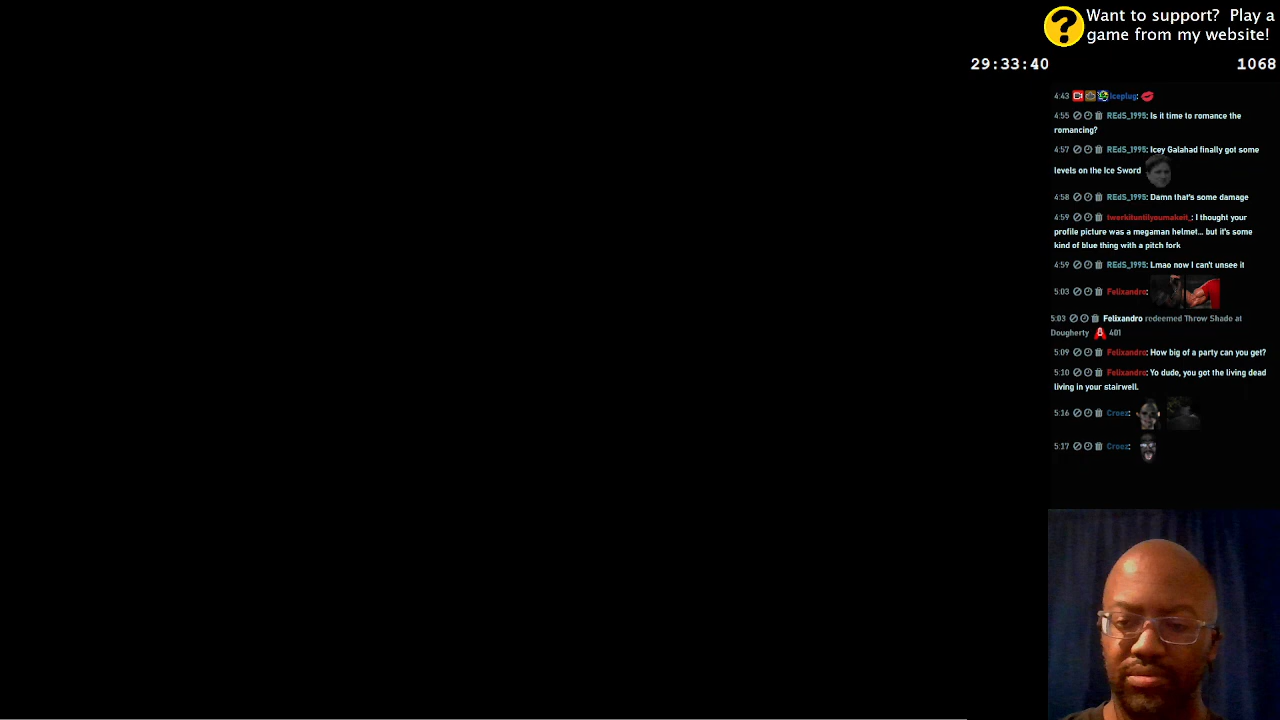 Want to support? Play a
game from my website!
29:33:40
1068
4:43 Iceplug:
4:55 REdS_1995: Is it time to romance the
romancing?
4:57 REdS_1995: Icey Galahad finally got some
levels on the Ice Sword
4:58 REdS_1995: Damn that's some damage
4:59 twerkituntilyoumakeit_: I thought your
profile picture was a megaman helmet... but it's some
kind of blue thing with a pitch fork
4:59 REdS_1995: Lmao now I can't unsee it
5:03 Felixandro:
5:03 Felixandro redeemed Throw Shade at
Dougherty 401
5:09 Felixandro: How big of a party can you get?
5:10 Felixandro: Yo dude, you got the living dead
living in your stairwell.
5:16 Croez:
5:17 Croez: